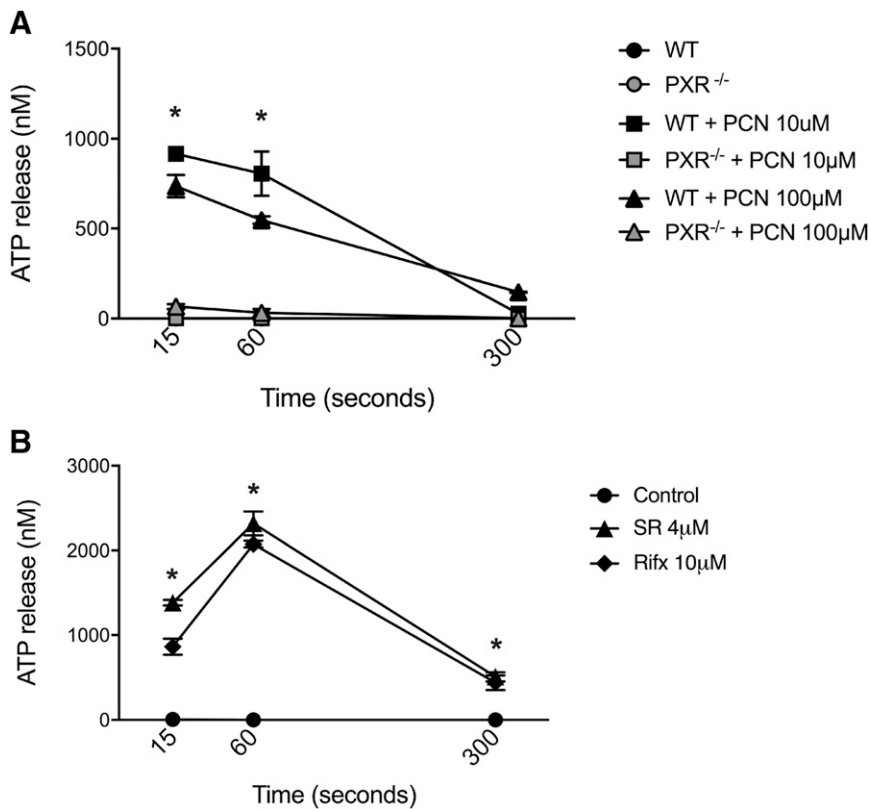 A
1500
1000
500
0
ATP release (nM)
* *
15 60 300
Time (seconds)
WT
PXR -/-
WT + PCN 10uM
PXR-/- + PCN 10µM
WT + PCN 100µM
PXR-/- + PCN 100µM
B
3000
2000
1000
0
ATP release (nM)
* * *
15 60 300
Time (seconds)
Control
SR 4µM
Rifx 10µM